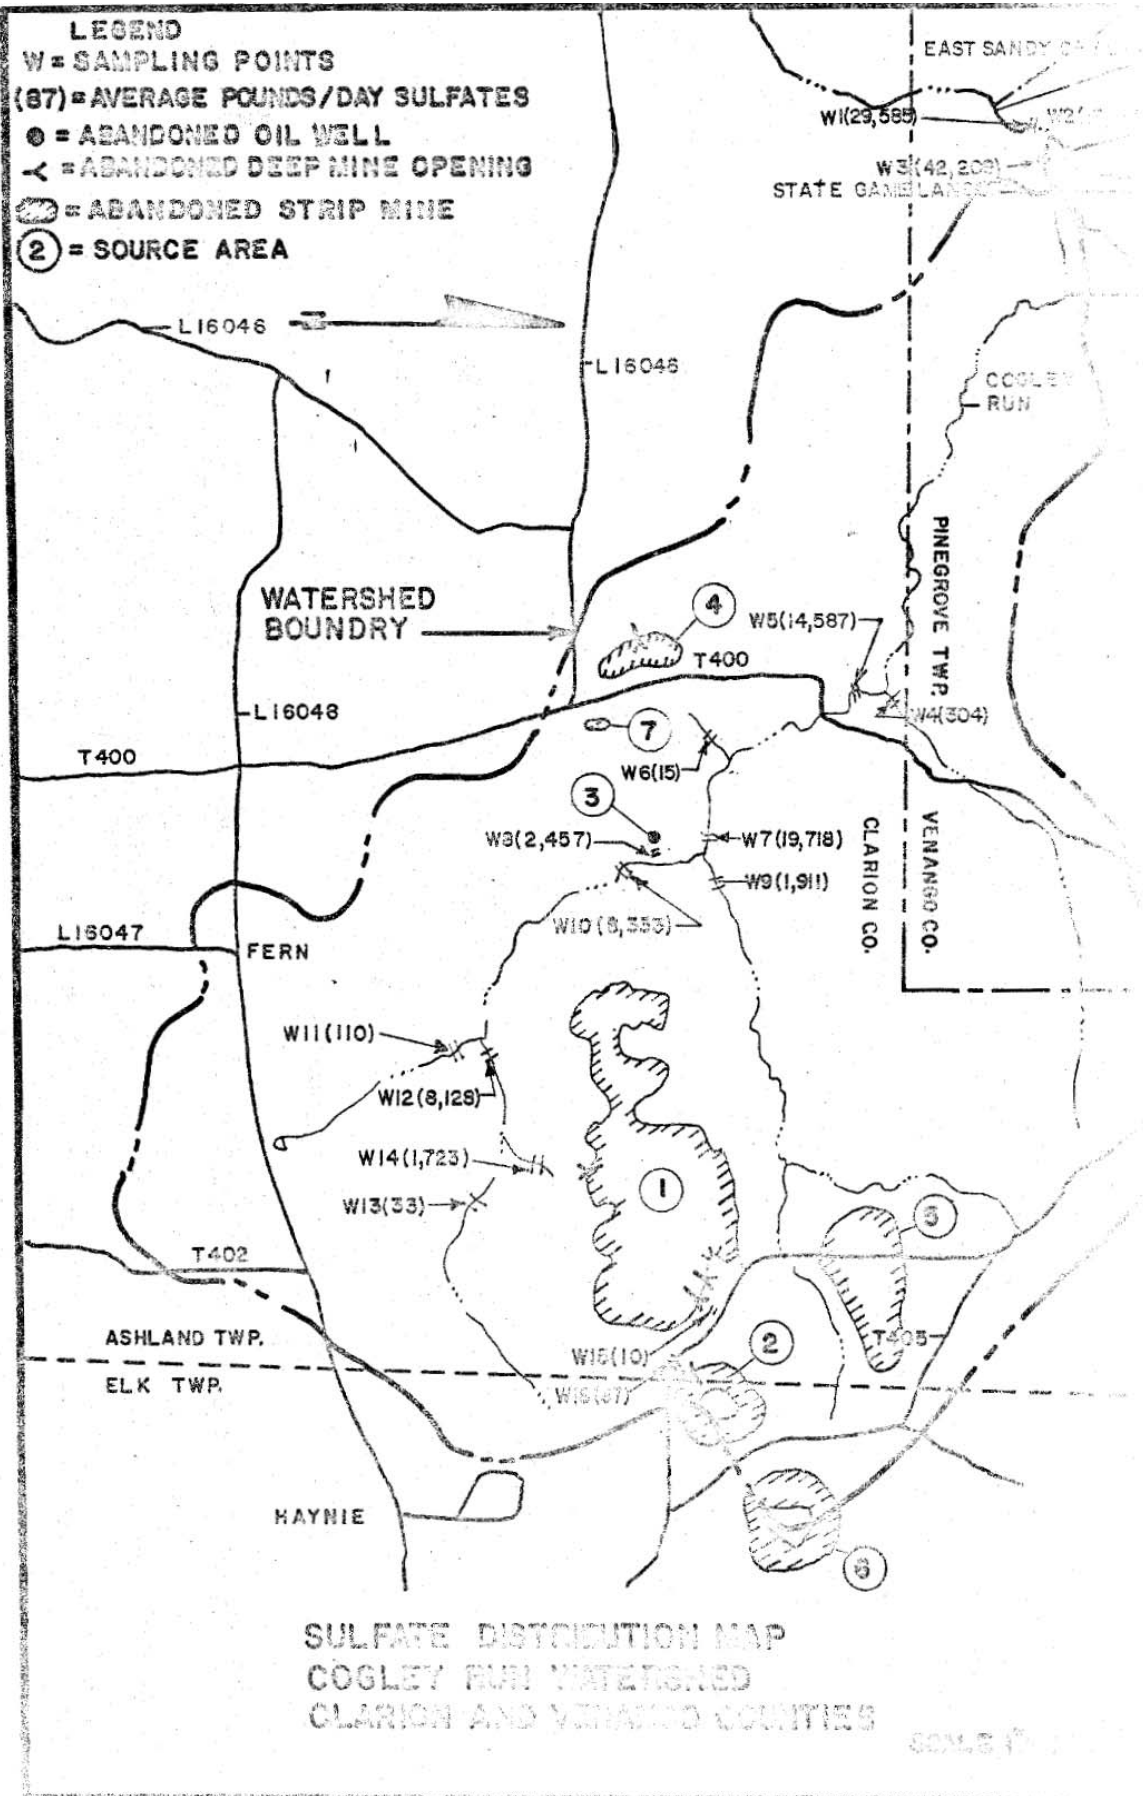 LEGEND
W = SAMPLING POINTS
(87) = AVERAGE POUNDS/DAY SULFATES
= ABANDONED OIL WELL
= ABANDONED DEEP MINE OPENING
= ABANDONED STRIP MINE
2 = SOURCE AREA
EAST SANDY
W1(29,585)
W2
W3(42,209)
STATE GAME LANDS
L16046
L16046
COGLEY
RUN
PINEGROVE TWP.
WATERSHED
BOUNDRY
4
W5(14,587)
T400
W4(304)
L16048
T400
7
W6(15)
3
W8(2,457)
W7(19,718)
W9(1,911)
W10(8,353)
CLARION CO.
VENANGO CO.
L16047
FERN
W11(110)
W12(8,128)
W14(1,723)
W13(33)
1
5
T402
ASHLAND TWP.
ELK TWP.
T405
2
W15(10)
W16(87)
HAYNIE
6
SULFATE DISTRIBUTION MAP
COGLEY RUN WATERSHED
CLARION AND VENANGO COUNTIES
SCALE